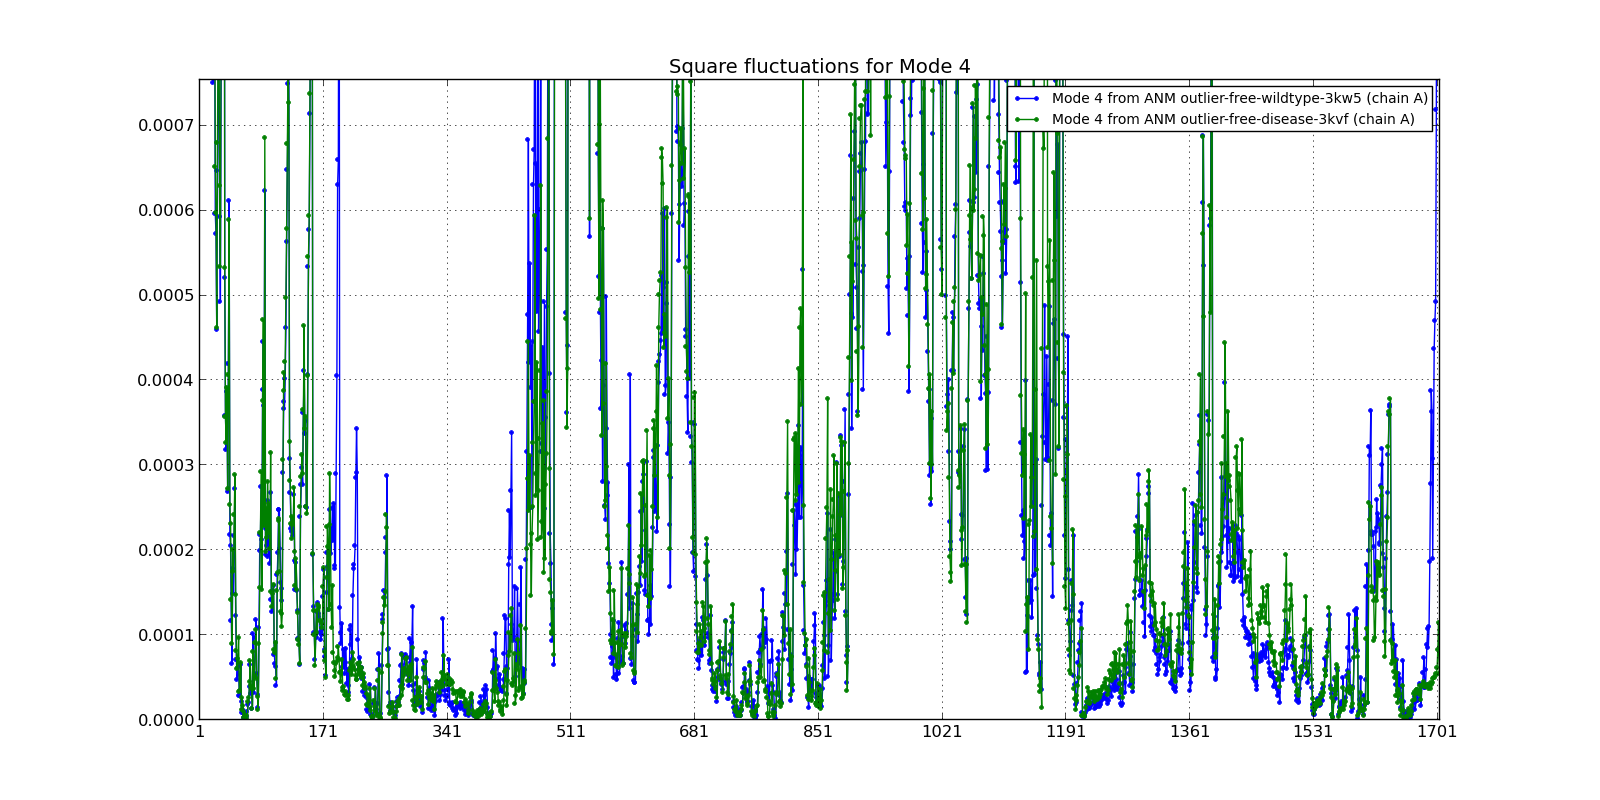 Square fluctuations for Mode 4
Mode 4 from ANM outlier-free-wildtype-3kw5 (chain A)
Mode 4 from ANM outlier-free-disease-3kvf (chain A)
0.0007
0.0006
0.0005
0.0004
0.0003
0.0002
0.0001
0.0000
1 171 341 511 681 851 1021 1191 1361 1531 1701